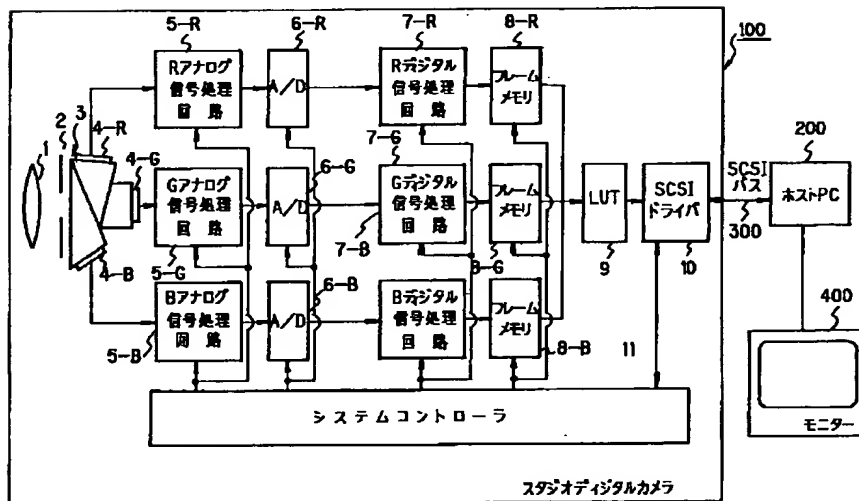 5-R
6-R
7-R
8-R
100
Rアナログ
信号処理
回路
A/D
Rディジタル
信号処理
回路
フレーム
メモリ
1
2
3
4-R
4-G
7-G
6-G
200
Gアナログ
信号処理
回路
A/D
Gディジタル
信号処理
回路
フレーム
メモリ
LUT
SCSI
ドライバ
SCSI
バス
ホストPC
300
4-B
5-G
7-B
8-G
9
10
6-B
Bアナログ
信号処理
回路
A/D
Bディジタル
信号処理
回路
フレーム
メモリ
400
5-B
8-B
11
システムコントローラ
モニター
スタジオディジタルカメラ